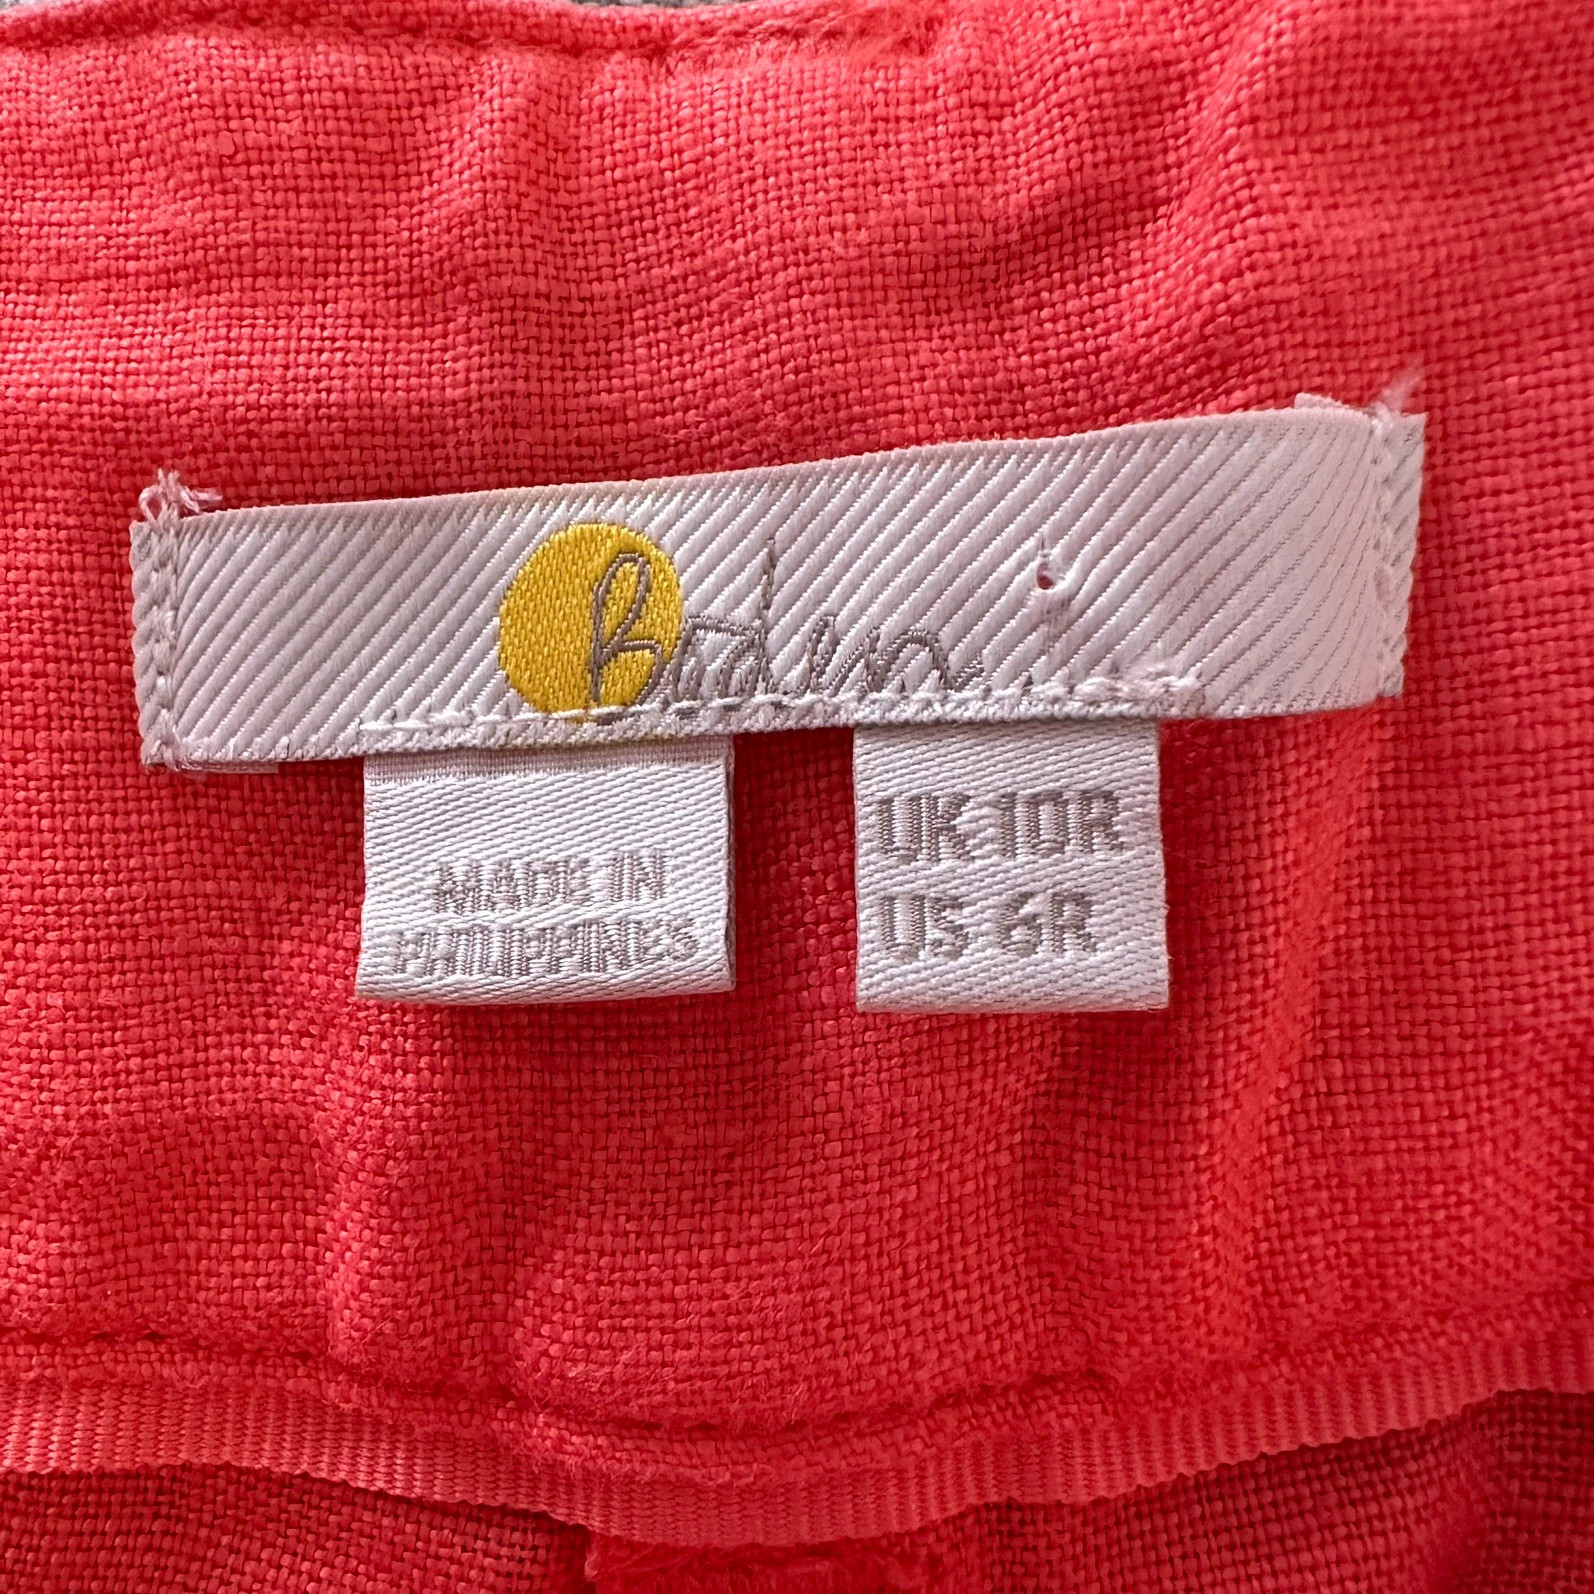 Boden
MADE IN
PHILIPPINES
UK 10R
US 6R